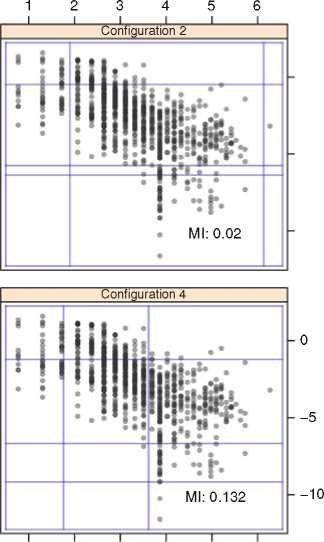 1 2 3 4 5 6
Configuration 2
MI: 0.02
Configuration 4
0
−5
MI: 0.132
−10